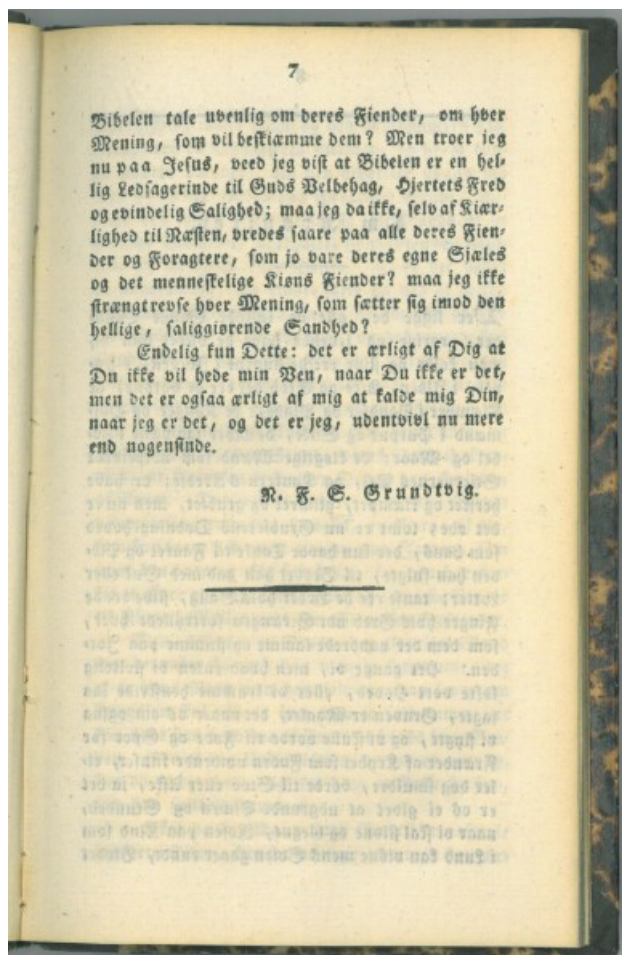 7
Bibelen tale uvenlig om deres Fiender, om hver
Mening, som vil beskiæmme dem? Men troer jeg
nu paa Jesus, veed jeg vist at Bibelen er en hel-
lig Ledsagerinde til Guds Velbehag, Hjertets Fred
og evindelig Salighed; maa jeg da ikke, selv af Kiær-
lighed til Næsten, vredes saare paa alle deres Fien-
der og Foragtere, som jo vare deres egne Sjæles
og det menneskelige Kiøns Fiender? maa jeg ikke
strængt revse hver Mening, som sætter sig imod den
hellige, saliggiørende Sandhed?
Endelig kun Dette: det er ærligt af Dig at
Du ikke vil hede min Ven, naar Du ikke er det,
men det er ogsaa ærligt af mig at kalde mig Din,
naar jeg er det, og det er jeg, udentvivl nu mere
end nogensinde.
N. F. S. Grundtvig.